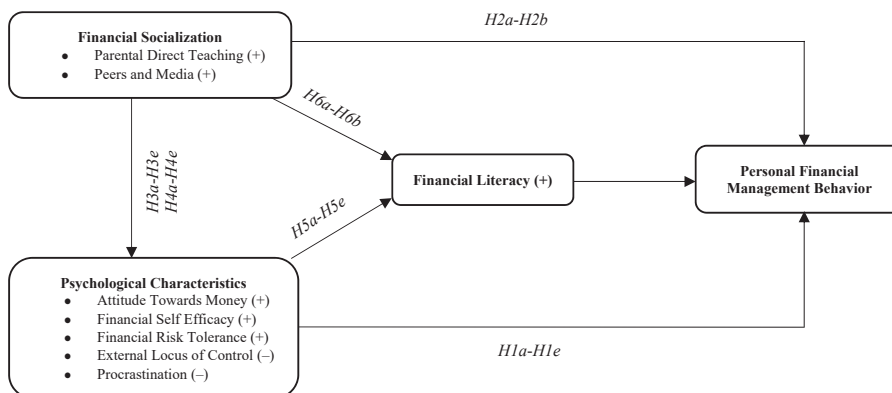 Financial Socialization
● Parental Direct Teaching (+)
● Peers and Media (+)
H2a-H2b
H6a-H6b
H3a-H3e
H4a-H4e
Financial Literacy (+)
Personal Financial
Management Behavior
H5a-H5e
Psychological Characteristics
● Attitude Towards Money (+)
● Financial Self Efficacy (+)
● Financial Risk Tolerance (+)
● External Locus of Control (–)
● Procrastination (–)
H1a-H1e